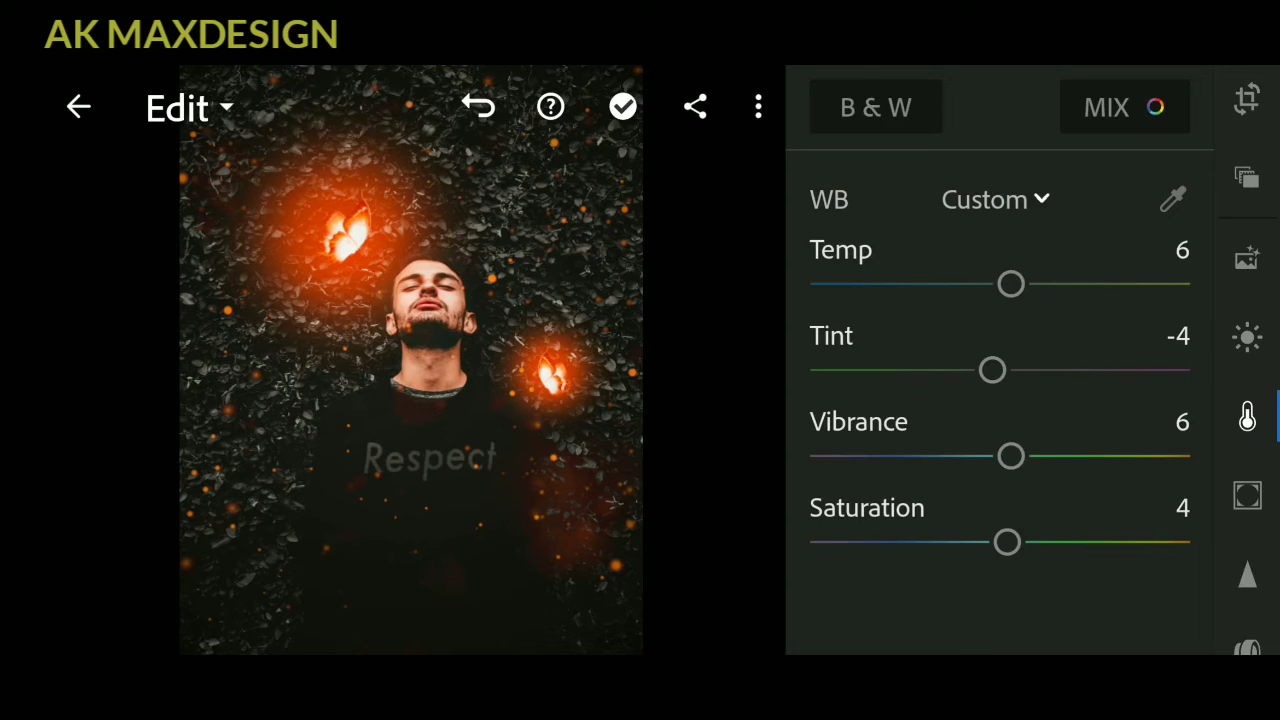 AK MAXDESIGN
Edit
B & W
MIX
WB Custom
Temp 6
Tint -4
Vibrance 6
Saturation 4
Respect